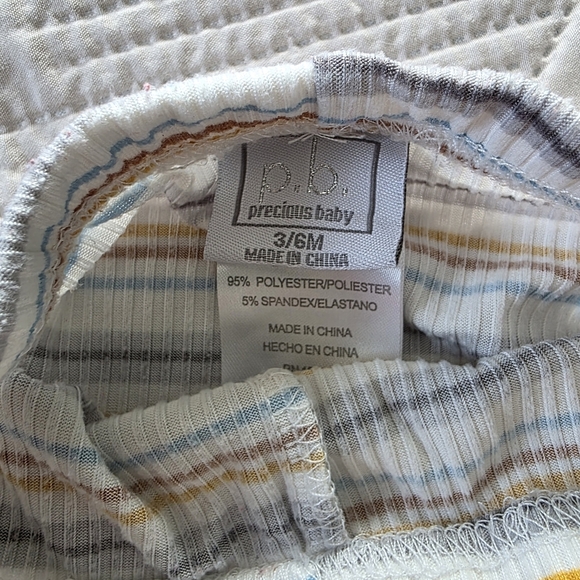 p.b.
precious baby
3/6M
MADE IN CHINA
95% POLYESTER/POLIESTER
5% SPANDEX/ELASTANO
MADE IN CHINA
HECHO EN CHINA